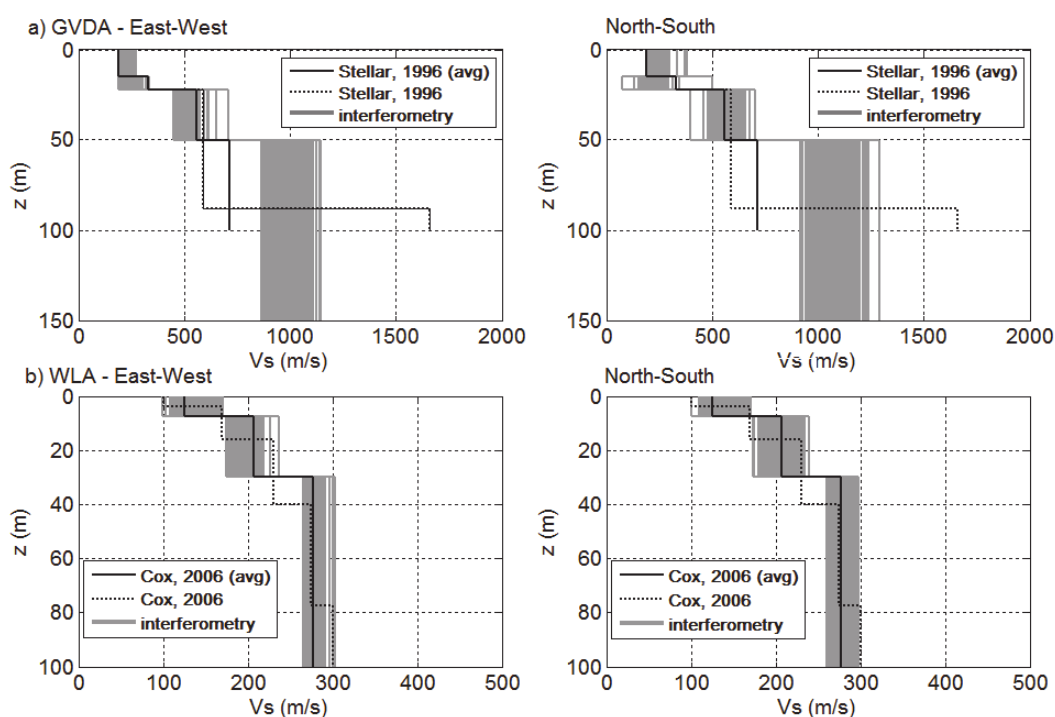 a) GVDA - East-West
North-South
0
50
100
150
z (m)
Stellar, 1996 (avg)
Stellar, 1996
interferometry
0 500 1000 1500 2000
Vs (m/s)
0
50
100
150
z (m)
Stellar, 1996 (avg)
Stellar, 1996
interferometry
0 500 1000 1500 2000
Vs (m/s)
b) WLA - East-West
North-South
0
20
40
60
80
100
z (m)
Cox, 2006 (avg)
Cox, 2006
interferometry
0 100 200 300 400 500
Vs (m/s)
0
20
40
60
80
100
z (m)
Cox, 2006 (avg)
Cox, 2006
interferometry
0 100 200 300 400 500
Vs (m/s)